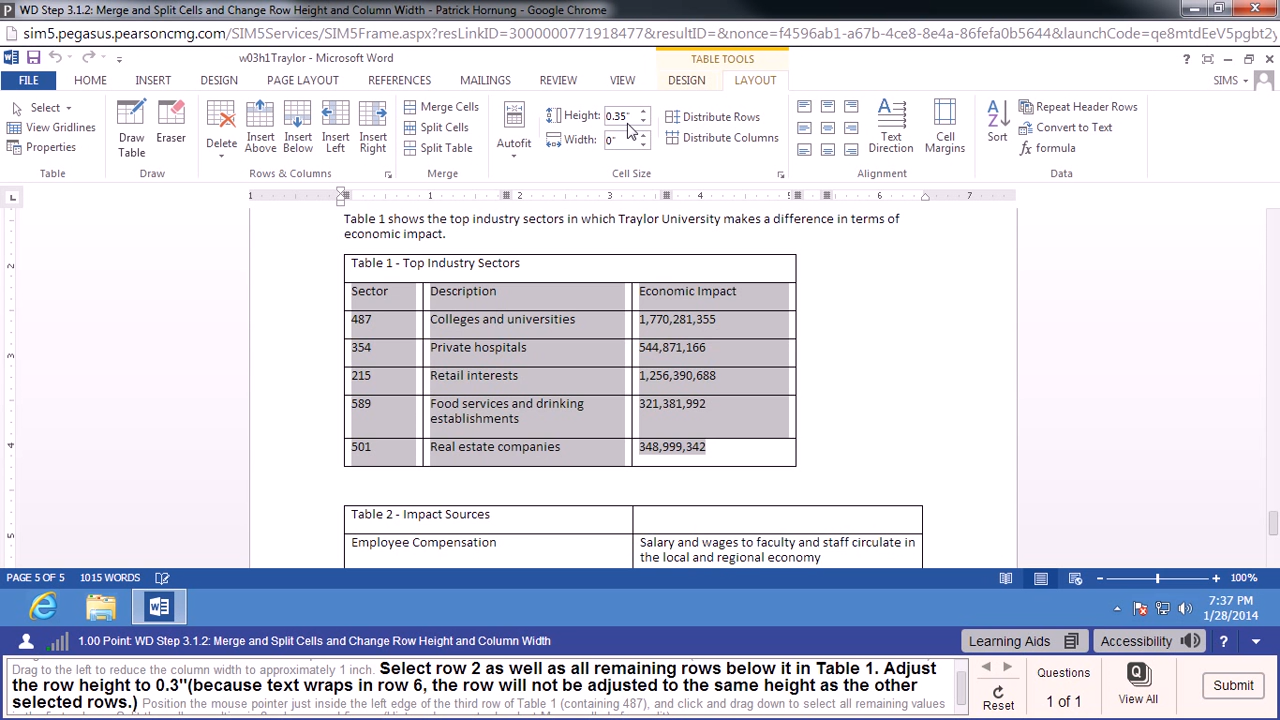 WD Step 3.1.2: Merge and Split Cells and Change Row Height and Column Width - Patrick Hornung - Google Chrome
sim5.pegasus.pearsoncmg.com/SIM5Services/SIM5Frame.aspx?resLinkID=3000000771918477&resultID=&nonce=f4596ab1-a67b-4ce8-8e4a-86fefa0b5644&launchCode=qe8mtdEeV5pgbt2y
w03h1Traylor - Microsoft Word
TABLE TOOLS
FILE HOME INSERT DESIGN PAGE LAYOUT REFERENCES MAILINGS REVIEW VIEW DESIGN LAYOUT SIMS
Select
View Gridlines
Properties
Table
Draw Table
Draw
Delete
Insert Above
Insert Below
Insert Left
Insert Right
Rows & Columns
Merge Cells
Split Cells
Split Table
Merge
Autofit
Height: 0.35"
Width: 0"
Distribute Rows
Distribute Columns
Cell Size
Text Direction
Cell Margins
Alignment
Sort
Repeat Header Rows
Convert to Text
formula
Data
1 1 2 3 4 5 6 7
Table 1 shows the top industry sectors in which Traylor University makes a difference in terms of
economic impact.
Table 1 - Top Industry Sectors
Sector Description Economic Impact
487 Colleges and universities 1,770,281,355
354 Private hospitals 544,871,166
215 Retail interests 1,256,390,688
589 Food services and drinking establishments 321,381,992
501 Real estate companies 348,999,342
Table 2 - Impact Sources
Employee Compensation Salary and wages to faculty and staff circulate in
the local and regional economy
2
3
4
5
PAGE 5 OF 5 1015 WORDS 100%
7:37 PM
1/28/2014
1.00 Point: WD Step 3.1.2: Merge and Split Cells and Change Row Height and Column Width
Learning Aids Accessibility ?
Drag to the left to reduce the column width to approximately 1 inch. Select row 2 as well as all remaining rows below it in Table 1. Adjust
the row height to 0.3"(because text wraps in row 6, the row will not be adjusted to the same height as the other
selected rows.) Position the mouse pointer just inside the left edge of the third row of Table 1 (containing 487), and click and drag down to select all remaining values
Reset
Questions
1 of 1
View All
Submit